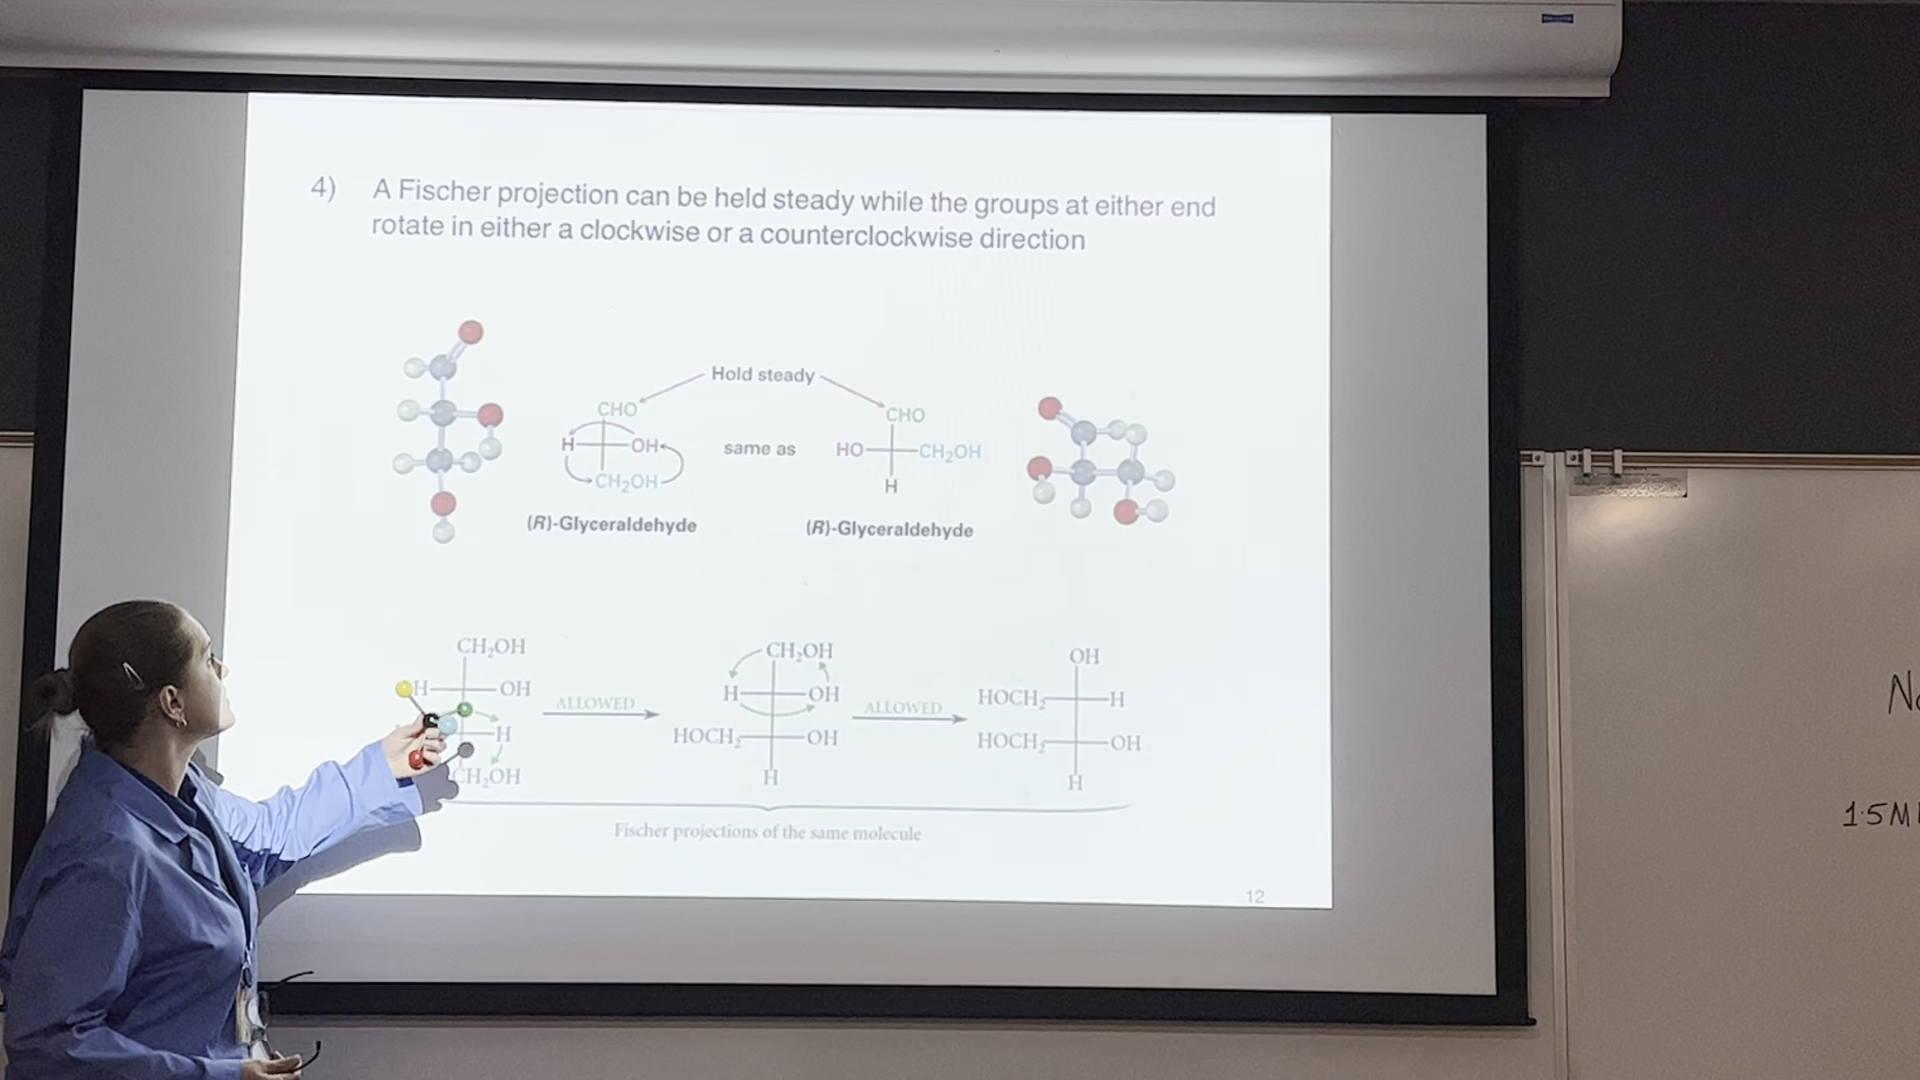 4) A Fischer projection can be held steady while the groups at either end
rotate in either a clockwise or a counterclockwise direction
Hold steady
CHO
CHO
H
OH
same as
HO
CH₂OH
CH₂OH
H
(R)-Glyceraldehyde
(R)-Glyceraldehyde
CH₂OH
CH₂OH
OH
H
OH
ALLOWED
H
OH
ALLOWED
HOCH₂
H
H
HOCH₂
OH
HOCH₂
OH
CH₂OH
H
H
Fischer projections of the same molecule
12
1.5M